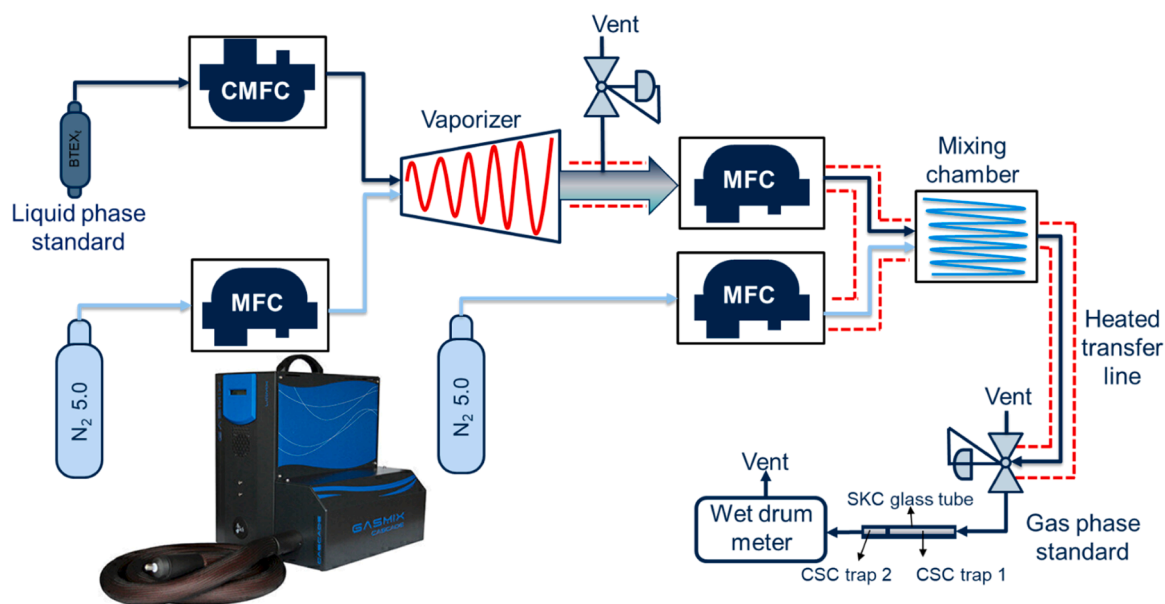 Vent
CMFC
BTEXℓ
Liquid phase
standard
Vaporizer
MFC
Mixing
chamber
MFC
MFC
N₂ 5.0
N₂ 5.0
Heated
transfer
line
GASMIX
Vent
Vent
SKC glass tube
Wet drum
meter
Gas phase
standard
CSC trap 2
CSC trap 1